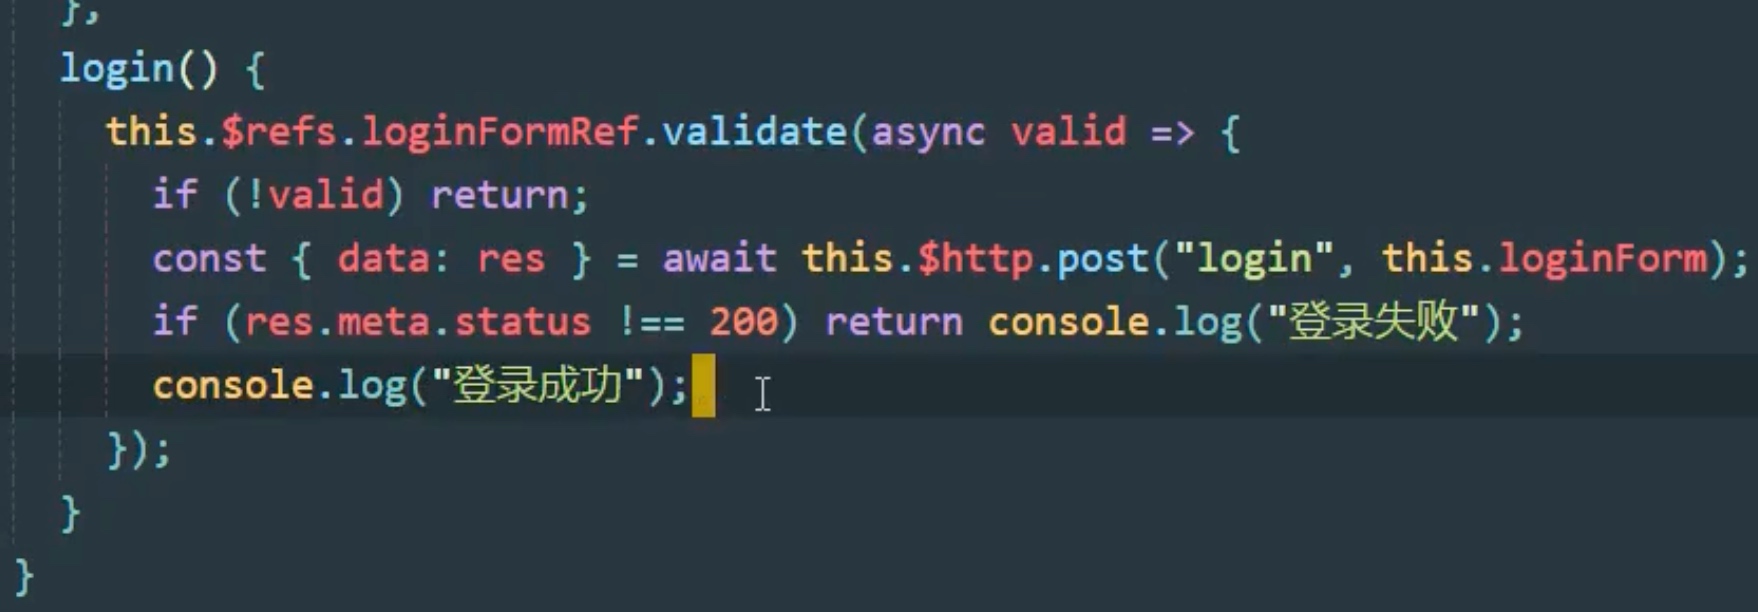 },
login() {
this.$refs.loginFormRef.validate(async valid => {
if (!valid) return;
const { data: res } = await this.$http.post("login", this.loginForm);
if (res.meta.status !== 200) return console.log("登录失败");
console.log("登录成功");
});
}
}